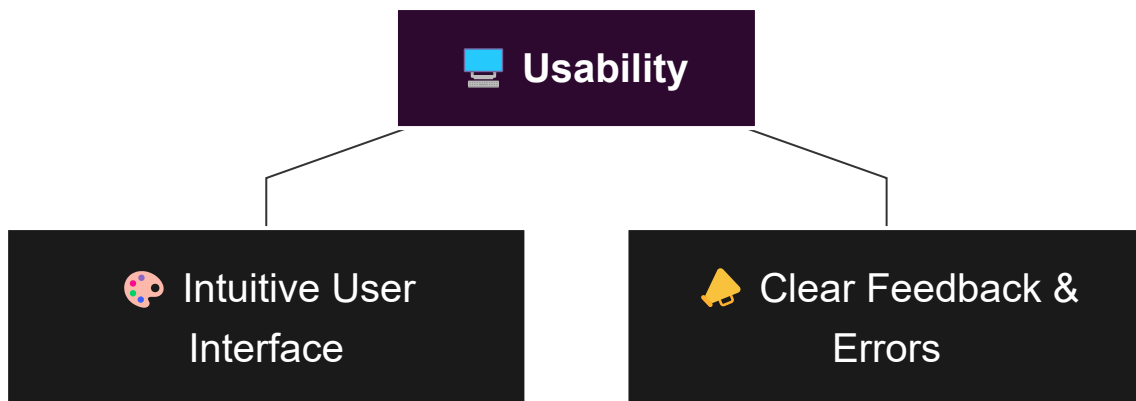 Usability
Intuitive User
Interface
Clear Feedback &
Errors